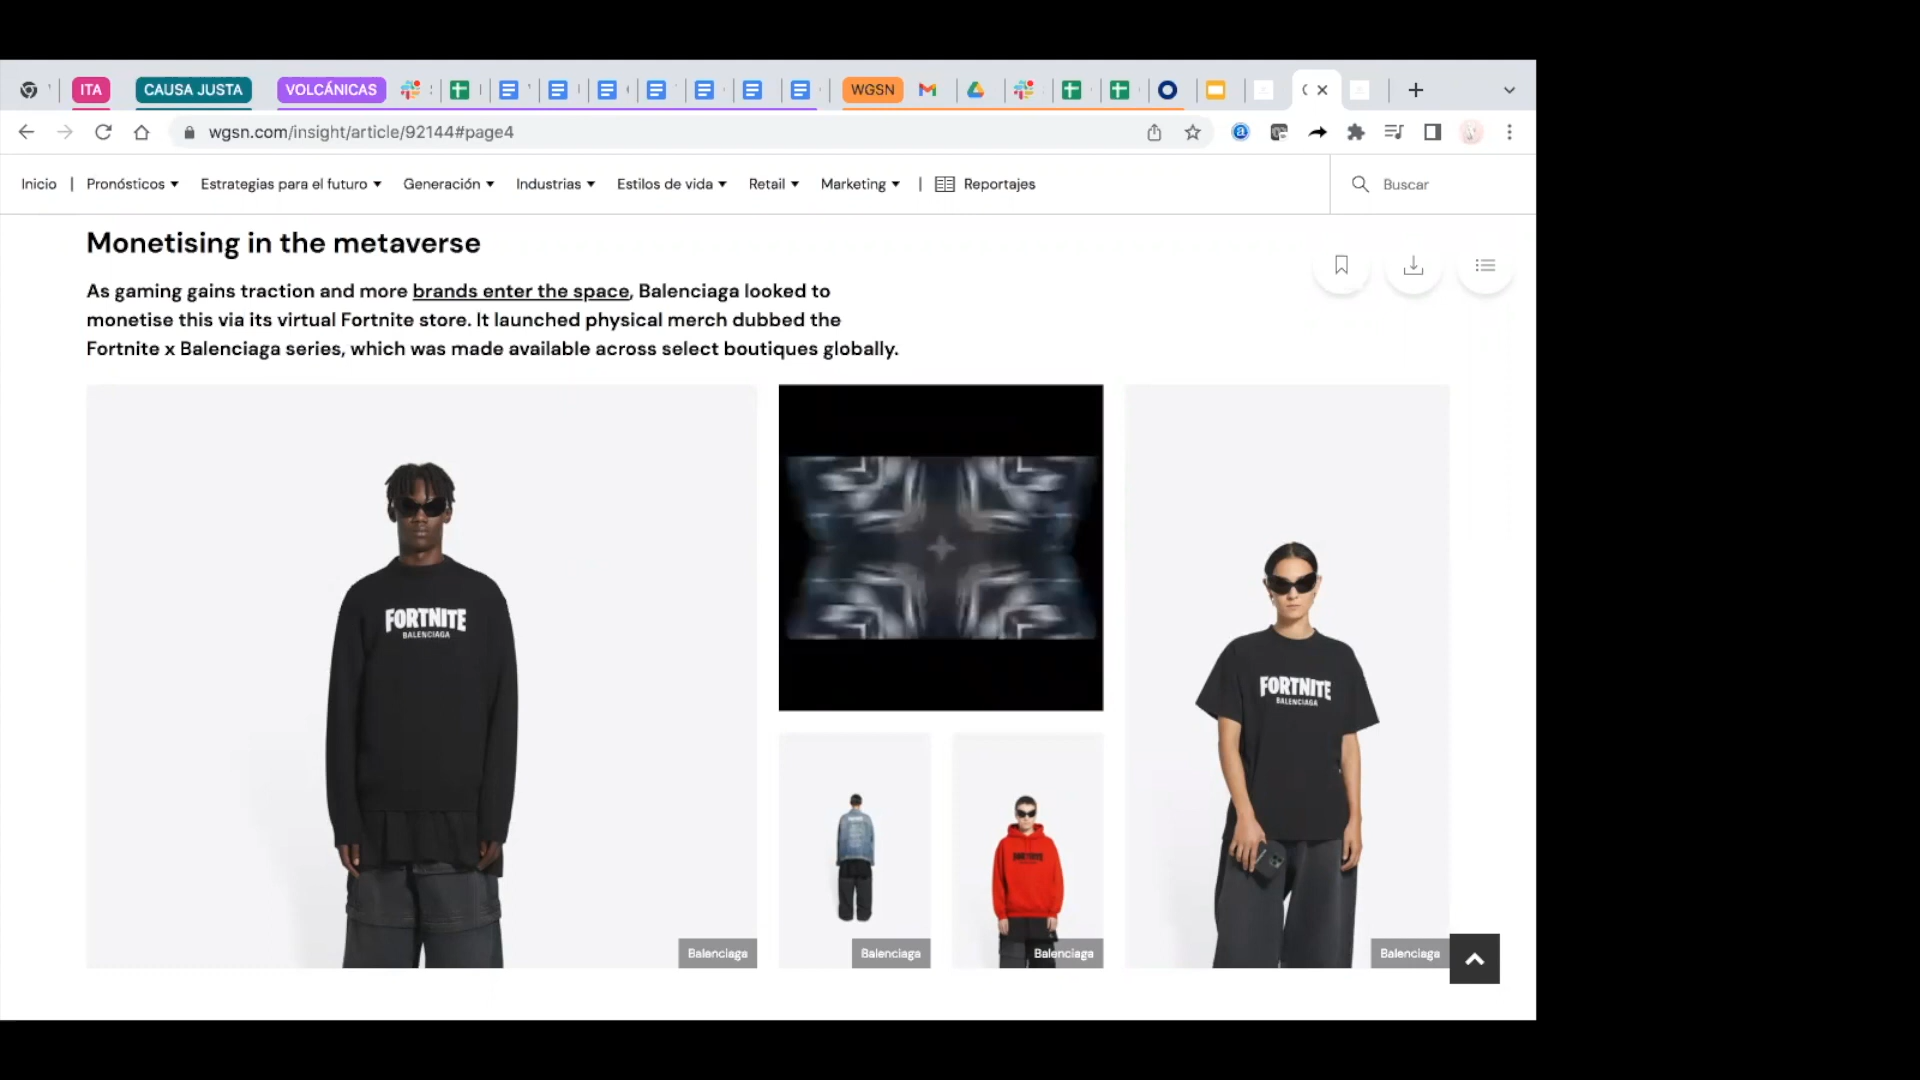 ITA
CAUSA JUSTA
VOLCÁNICAS
WGSN
wgsn.com/insight/article/92144#page4
Inicio | Pronósticos Estrategias para el futuro Generación Industrias Estilos de vida Retail Marketing | Reportajes
Buscar
Monetising in the metaverse
As gaming gains traction and more brands enter the space, Balenciaga looked to
monetise this via its virtual Fortnite store. It launched physical merch dubbed the
Fortnite x Balenciaga series, which was made available across select boutiques globally.
FORTNITE
BALENCIAGA
FORTNITE
BALENCIAGA
FORTNITE
Balenciaga
Balenciaga
Balenciaga
Balenciaga